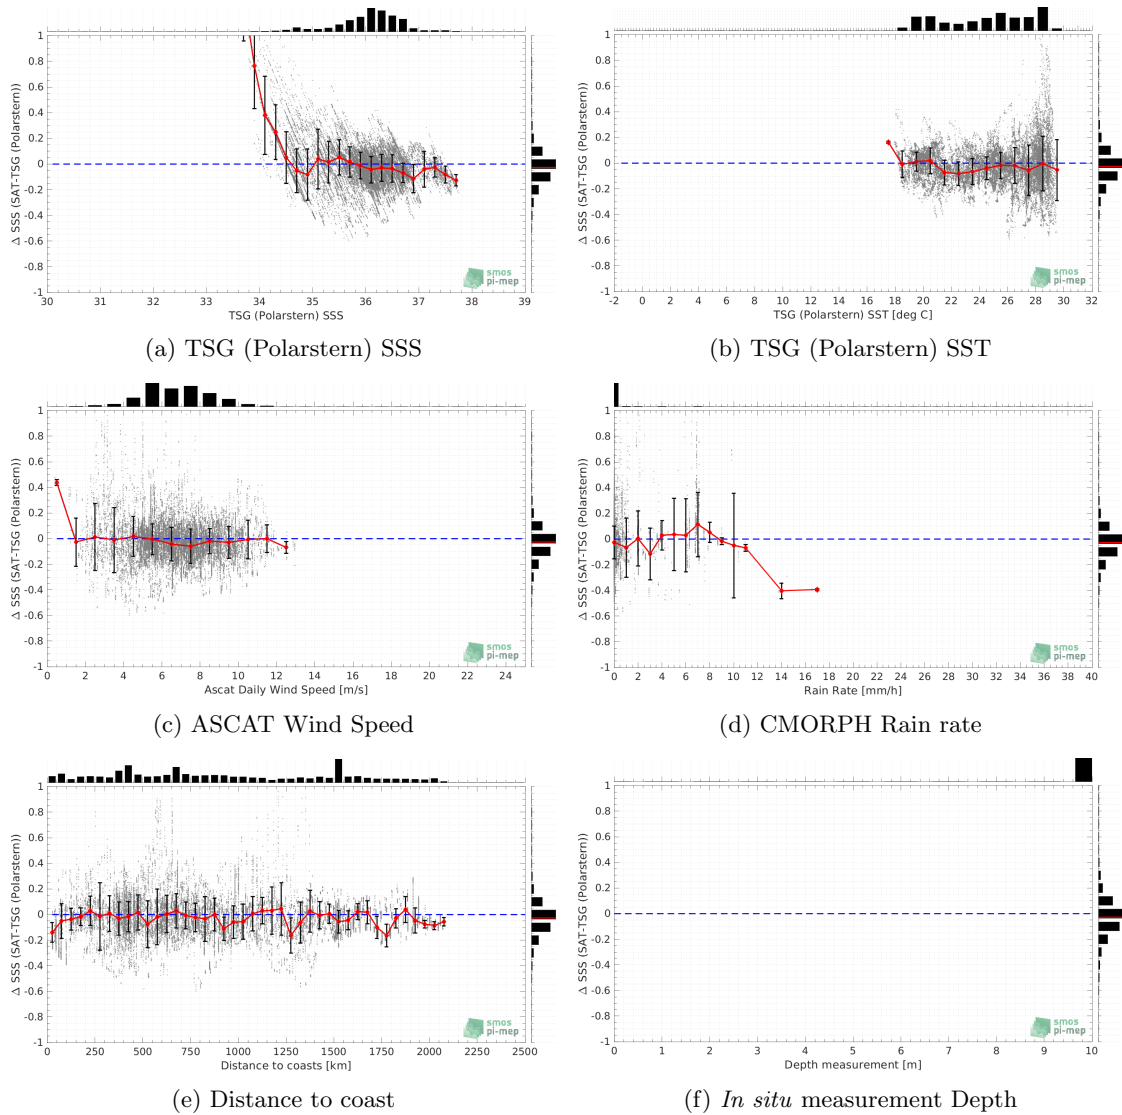 1
0.8
0.6
0.4
0.2
0
-0.2
-0.4
-0.6
-0.8
-1
Δ SSS (SAT-TSG (Polarstern))
smos
pi-mep
30 31 32 33 34 35 36 37 38 39
TSG (Polarstern) SSS
(a) TSG (Polarstern) SSS
1
0.8
0.6
0.4
0.2
0
-0.2
-0.4
-0.6
-0.8
-1
Δ SSS (SAT-TSG (Polarstern))
smos
pi-mep
-2 0 2 4 6 8 10 12 14 16 18 20 22 24 26 28 30 32
TSG (Polarstern) SST [deg C]
(b) TSG (Polarstern) SST
1
0.8
0.6
0.4
0.2
0
-0.2
-0.4
-0.6
-0.8
-1
Δ SSS (SAT-TSG (Polarstern))
smos
pi-mep
0 2 4 6 8 10 12 14 16 18 20 22 24
Ascat Daily Wind Speed [m/s]
(c) ASCAT Wind Speed
1
0.8
0.6
0.4
0.2
0
-0.2
-0.4
-0.6
-0.8
-1
Δ SSS (SAT-TSG (Polarstern))
smos
pi-mep
0 2 4 6 8 10 12 14 16 18 20 22 24 26 28 30 32 34 36 38 40
Rain Rate [mm/h]
(d) CMORPH Rain rate
1
0.8
0.6
0.4
0.2
0
-0.2
-0.4
-0.6
-0.8
-1
Δ SSS (SAT-TSG (Polarstern))
smos
pi-mep
0 250 500 750 1000 1250 1500 1750 2000 2250 2500
Distance to coasts [km]
(e) Distance to coast
1
0.8
0.6
0.4
0.2
0
-0.2
-0.4
-0.6
-0.8
-1
Δ SSS (SAT-TSG (Polarstern))
smos
pi-mep
0 1 2 3 4 5 6 7 8 9 10
Depth measurement [m]
(f) In situ measurement Depth